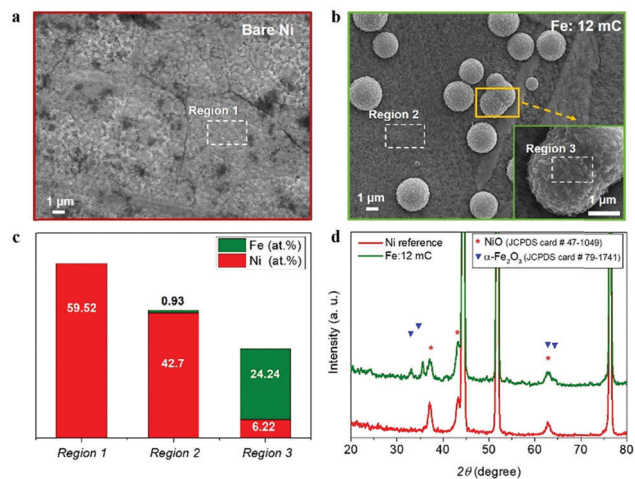 a
Bare Ni
Region 1
1 μm
b
Fe: 12 mC
Region 2
Region 3
1 μm
1 μm
c
Fe (at.%)
Ni (at.%)
59.52
0.93
42.7
24.24
6.22
Region 1
Region 2
Region 3
d
Ni reference
Fe:12 mC
NiO (JCPDS card # 47-1049)
α-Fe₂O₃ (JCPDS card # 79-1741)
Intensity (a. u.)
20 30 40 50 60 70 80
2θ (degree)